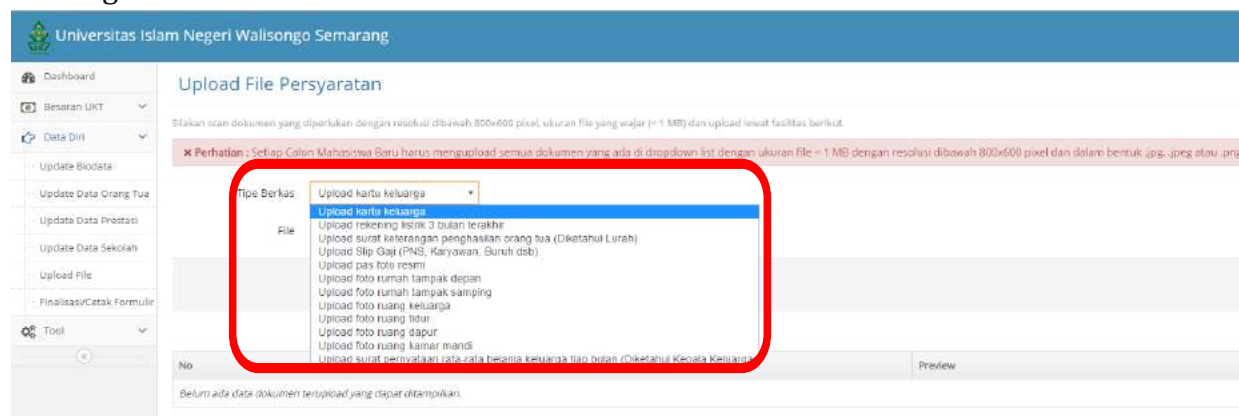 Universitas Islam Negeri Walisongo Semarang
Dashboard
Besaran UKT
Data Diri
Update Biodata
Update Data Orang Tua
Update Data Prestasi
Update Data Sekolah
Upload File
Finalisasi/Cetak Formulir
Tool
Upload File Persyaratan
Silakan scan dokumen yang diperlukan dengan resolusi dibawah 800x600 pixel, ukuran file yang wajar (< 1 MB) dan upload lewat fasilitas berikut.
× Perhatian : Setiap Calon Mahasiswa Baru harus mengupload semua dokumen yang ada di dropdown list dengan ukuran file < 1 MB dengan resolusi dibawah 800x600 pixel dan dalam bentuk .jpg, .jpeg atau .png
Tipe Berkas
Upload kartu keluarga
Upload kartu keluarga
Upload rekening listrik 3 bulan terakhir
Upload surat keterangan penghasilan orang tua (Diketahui Lurah)
Upload Slip Gaji (PNS, Karyawan, Buruh dsb)
Upload pas foto resmi
Upload foto rumah tampak depan
Upload foto rumah tampak samping
Upload foto ruang keluarga
Upload foto ruang tidur
Upload foto ruang dapur
Upload foto ruang kamar mandi
Upload surat pernyataan rata-rata belanja keluarga tiap bulan (Diketahui Kepala Keluarga
File
No
Preview
Belum ada data dokumen terupload yang dapat ditampilkan.